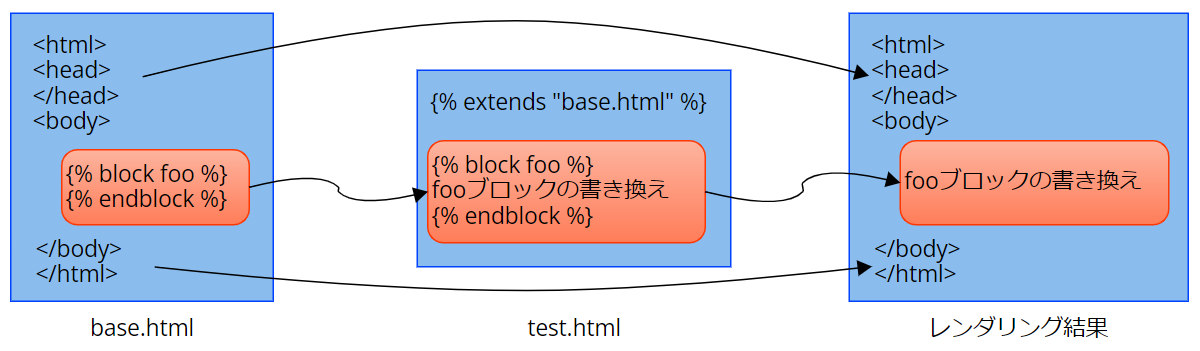 <html>
<head>
</head>
<body>
{% block foo %}
{% endblock %}
</body>
</html>
base.html
{% extends "base.html" %}
{% block foo %}
fooブロックの書き換え
{% endblock %}
test.html
<html>
<head>
</head>
<body>
fooブロックの書き換え
</body>
</html>
レンダリング結果